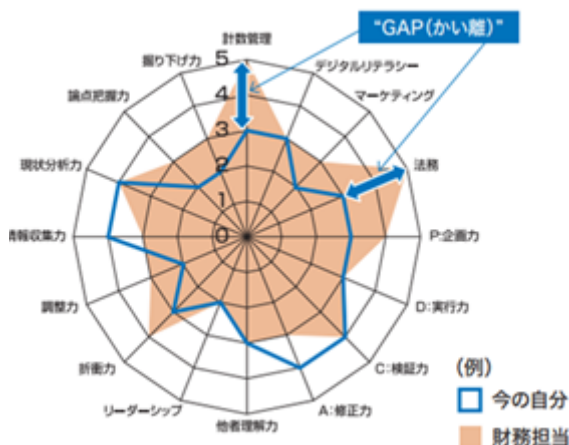 “GAP(かい離)”
計数管理
掘り下げ力
デジタルリテラシー
論点把握力
マーケティング
現状分析力
法務
情報収集力
P:企画力
調整力
D:実行力
折衝力
C:検証力
リーダーシップ
A:修正力
他者理解力
5
4
3
2
1
0
(例)
今の自分
財務担当